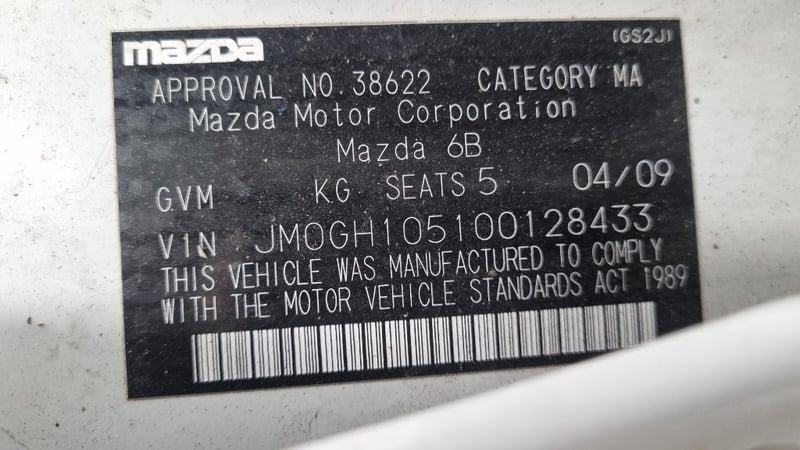 mazda (GS2J)
APPROVAL NO.38622 CATEGORY MA
Mazda Motor Corporation
Mazda 6B
GVM KG SEATS 5 04/09
VIN JM0GH105100128433
THIS VEHICLE WAS MANUFACTURED TO COMPLY
WITH THE MOTOR VEHICLE STANDARDS ACT 1989